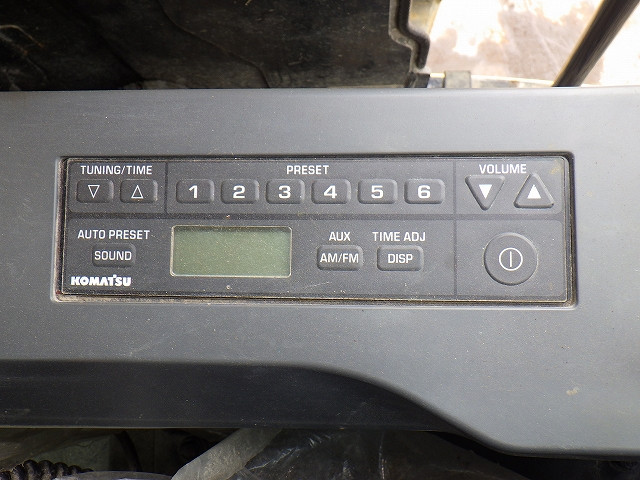 TUNING/TIME
PRESET
VOLUME
1 2 3 4 5 6
AUTO PRESET
SOUND
AUX
AM/FM
TIME ADJ
DISP
KOMATSU